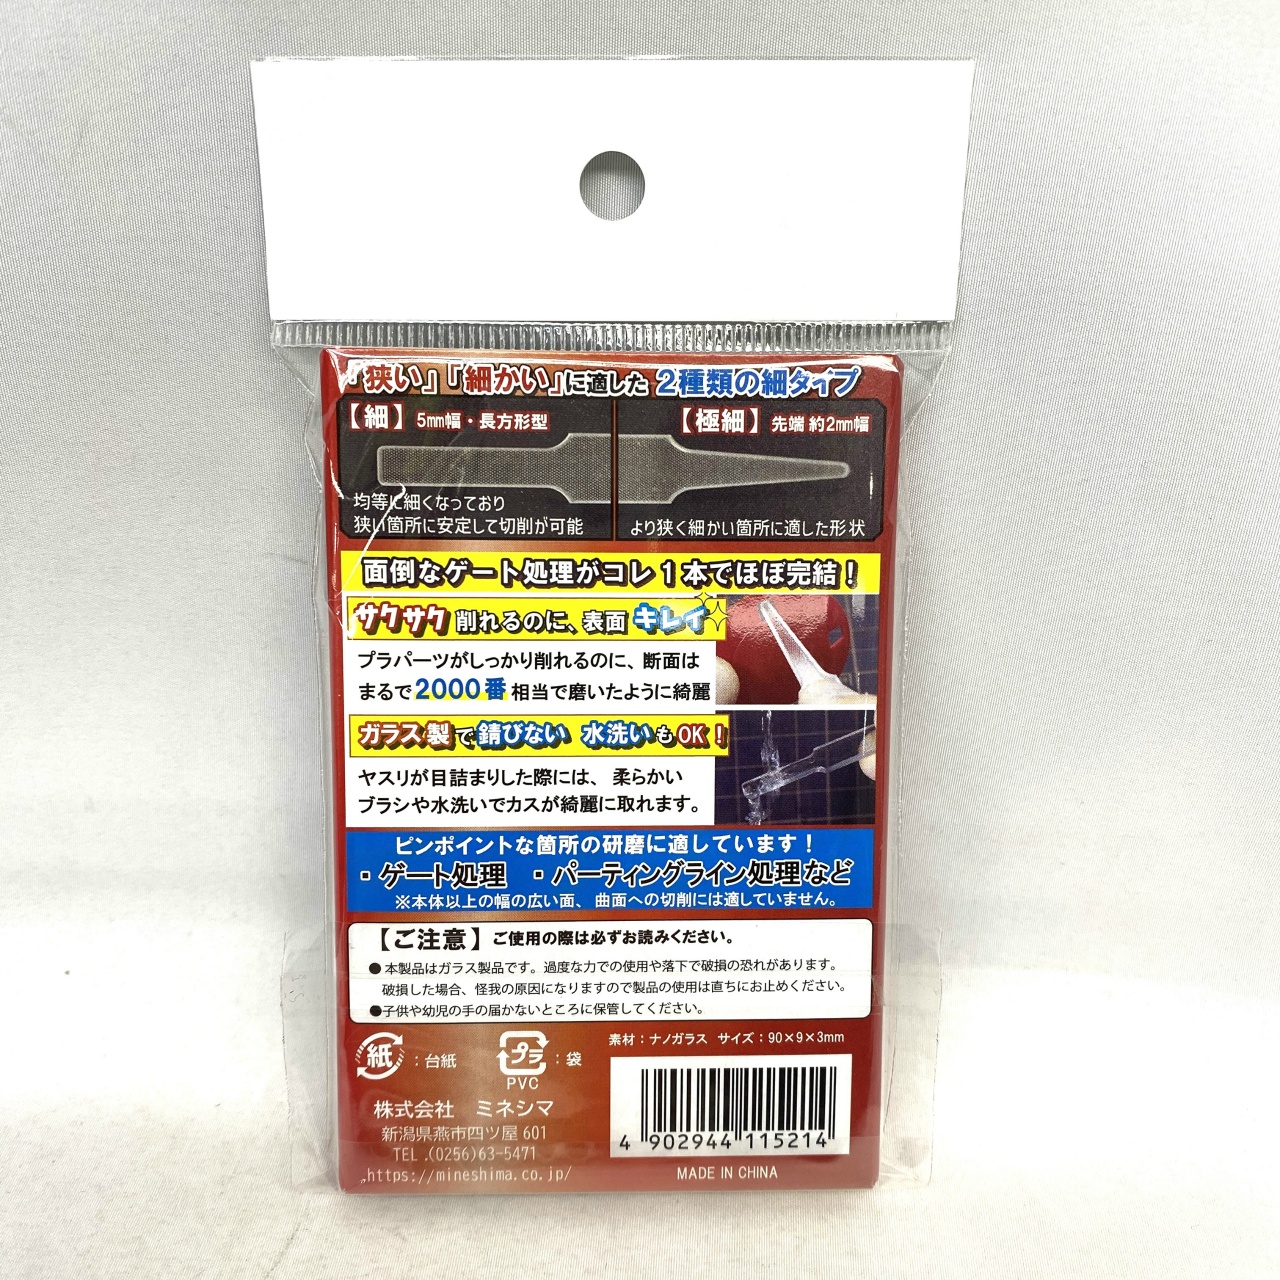 「狭い」「細かい」に適した 2種類の細タイプ
【細】 5mm幅・長方形型
【極細】 先端 約2mm幅
均等に細くなっており
狭い箇所に安定して切削が可能
より狭く細かい箇所に適した形状
面倒なゲート処理がコレ1本でほぼ完結！
サクサク削れるのに、表面キレイ
プラパーツがしっかり削れるのに、断面は
まるで2000番相当で磨いたように綺麗
ガラス製で錆びない 水洗いもOK！
ヤスリが目詰まりした際には、柔らかい
ブラシや水洗いでカスが綺麗に取れます。
ピンポイントな箇所の研磨に適しています！
・ゲート処理 ・パーティングライン処理など
※本体以上の幅の広い面、曲面への切削には適していません。
【ご注意】ご使用の際は必ずお読みください。
●本製品はガラス製品です。過度な力での使用や落下で破損の恐れがあります。
破損した場合、怪我の原因になりますので製品の使用は直ちにお止めください。
●子供や幼児の手の届かないところに保管してください。
素材：ナノガラス サイズ：90×9×3mm
紙：台紙
プラ：袋
PVC
株式会社 ミネシマ
新潟県燕市四ツ屋601
TEL.(0256)63-5471
https://mineshima.co.jp/
4 902944 115214
MADE IN CHINA